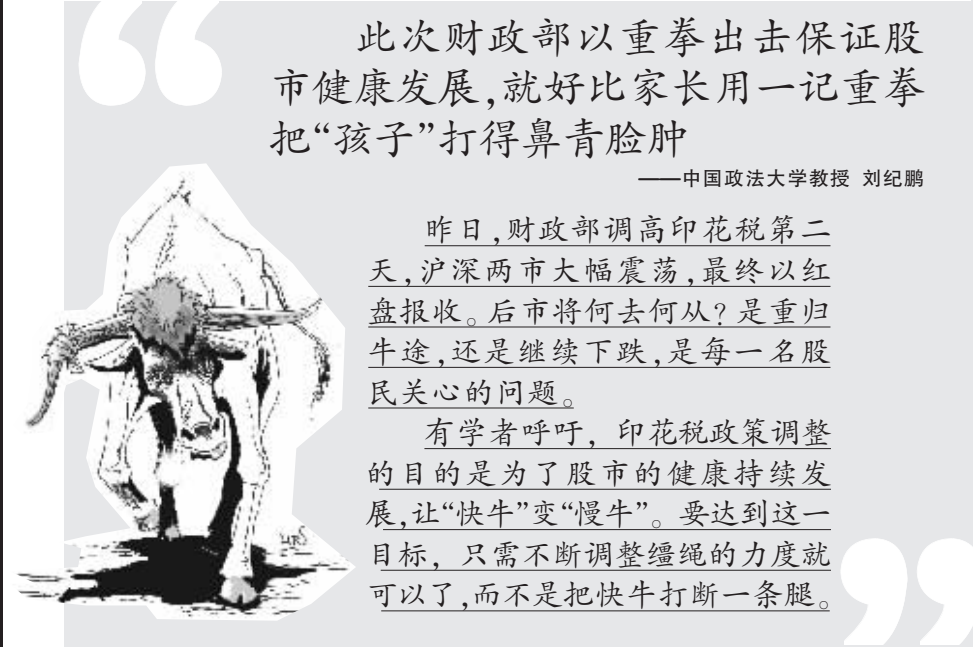 此次财政部以重拳出击保证股
市健康发展，就好比家长用一记重拳
把“孩子”打得鼻青脸肿
——中国政法大学教授 刘纪鹏
昨日，财政部调高印花税第二
天，沪深两市大幅震荡，最终以红
盘报收。后市将何去何从？是重归
牛途，还是继续下跌，是每一名股
民关心的问题。
有学者呼吁，印花税政策调整
的目的是为了股市的健康持续发
展，让“快牛”变“慢牛”。要达到这一
目标，只需不断调整缰绳的力度就
可以了，而不是把快牛打断一条腿。